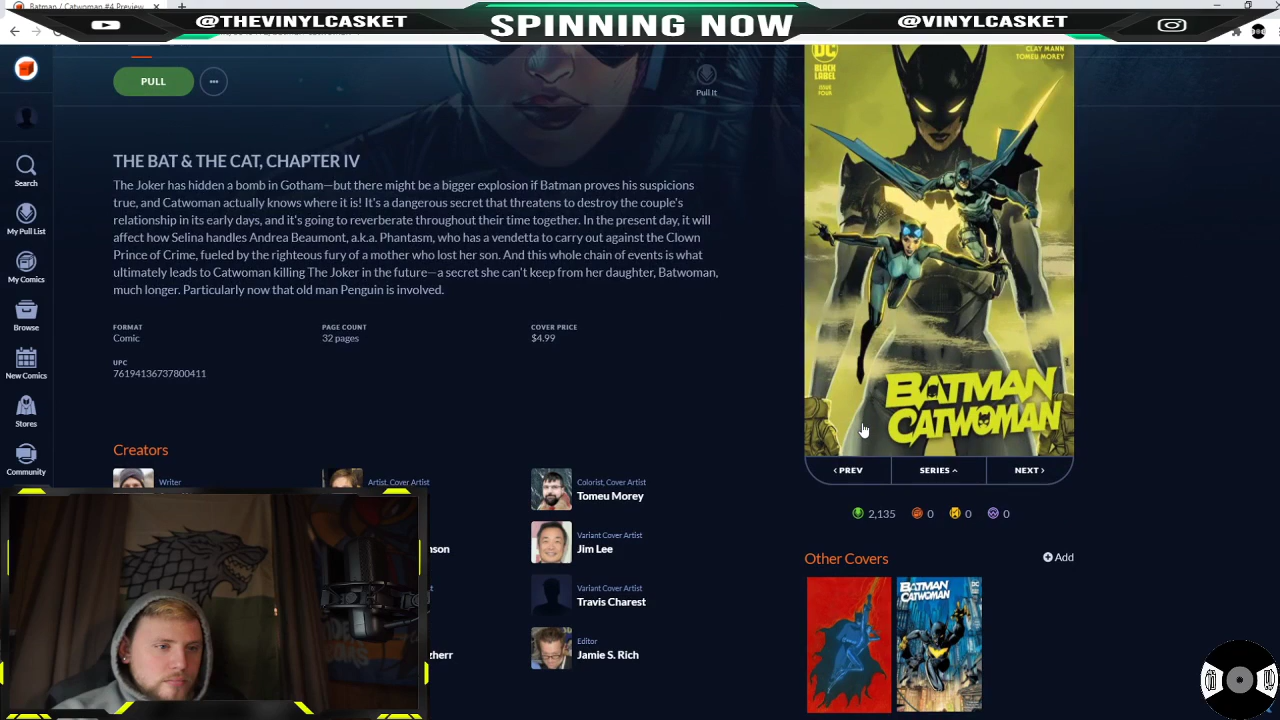 Batman / Catwoman #4 Preview
@THEVINYLCASKET
SPINNING NOW
@VINYLCASKET
PULL
Pull It
Search
My Pull List
My Comics
Browse
New Comics
Stores
Community
THE BAT & THE CAT, CHAPTER IV
The Joker has hidden a bomb in Gotham—but there might be a bigger explosion if Batman proves his suspicions
true, and Catwoman actually knows where it is! It's a dangerous secret that threatens to destroy the couple's
relationship in its early days, and it's going to reverberate throughout their time together. In the present day, it will
affect how Selina handles Andrea Beaumont, a.k.a. Phantasm, who has a vendetta to carry out against the Clown
Prince of Crime, fueled by the righteous fury of a mother who lost her son. And this whole chain of events is what
ultimately leads to Catwoman killing The Joker in the future—a secret she can't keep from her daughter, Batwoman,
much longer. Particularly now that old man Penguin is involved.
FORMAT
Comic
PAGE COUNT
32 pages
COVER PRICE
$4.99
UPC
76194136737800411
Creators
Writer
Artist, Cover Artist
Colorist, Cover Artist
Tomeu Morey
nson
Variant Cover Artist
Jim Lee
Variant Cover Artist
Travis Charest
zherr
Editor
Jamie S. Rich
DC
BLACK
LABEL
ISSUE
FOUR
CLAY MANN
TOMEU MOREY
BATMAN
CATWOMAN
PREV
SERIES
NEXT
2,135
0
0
0
Other Covers
Add
BATMAN
CATWOMAN